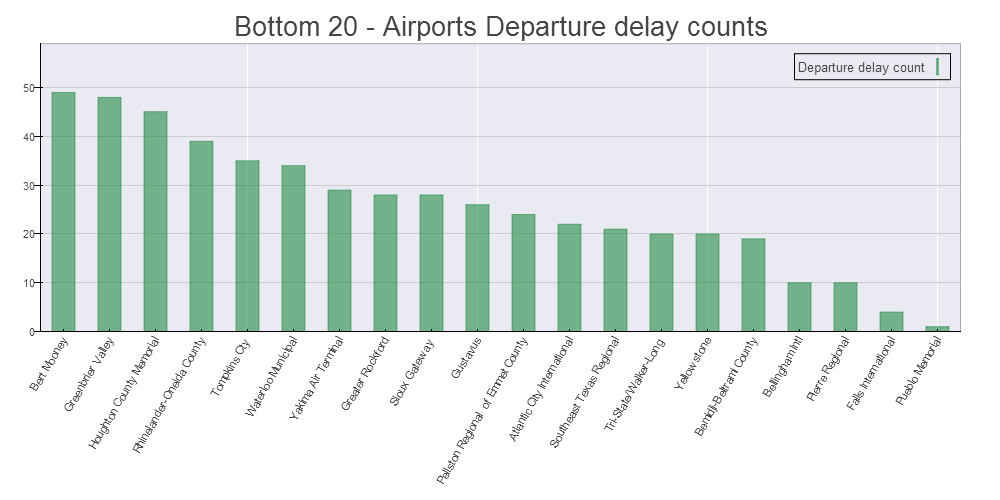 Bottom 20 - Airports Departure delay counts
Departure delay count
50
40
30
20
10
0
Bert Mooney
Greenbrier Valley
Houghton County Memorial
Rhinelander-Oneida County
Tompkins Cty
Waterloo Municipal
Yakima Air Terminal
Greater Rockford
Sioux Gateway
Gustavus
Pellston Regional of Emmet County
Atlantic City International
Southeast Texas Regional
Tri-State/Walker-Long
Yellowstone
Bemidji-Beltrami County
Bellingham Intl
Pierre Regional
Falls International
Pueblo Memorial